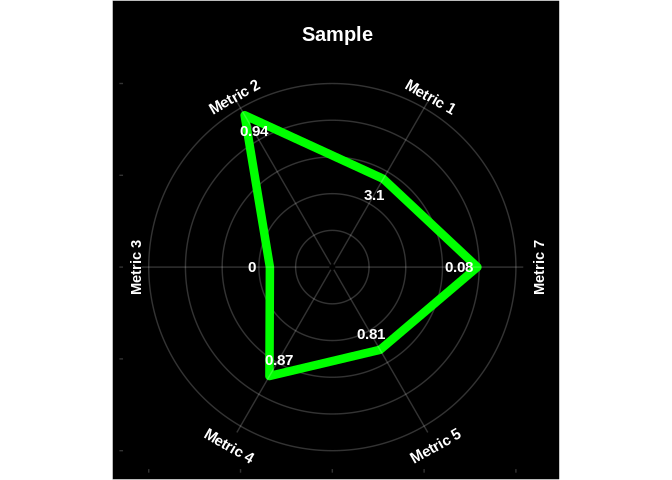 Sample
Metric 2
Metric 1
0.94
3.1
Metric 3
0
0.08
Metric 7
0.81
0.87
Metric 4
Metric 5